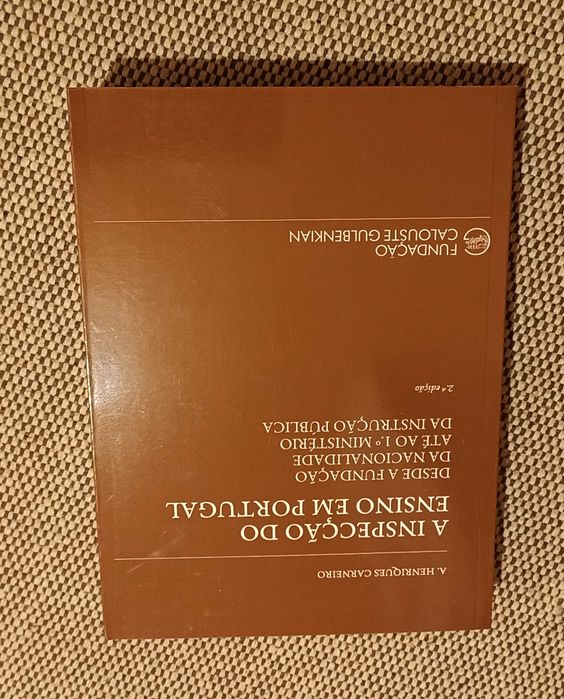 A. HENRIQUES CARNEIRO
A INSPECÇÃO DO
ENSINO EM PORTUGAL
DESDE A FUNDAÇÃO
DA NACIONALIDADE
ATÉ AO 1.º MINISTÉRIO
DA INSTRUÇÃO PÚBLICA
2.ª edição
FUNDAÇÃO
CALOUSTE GULBENKIAN